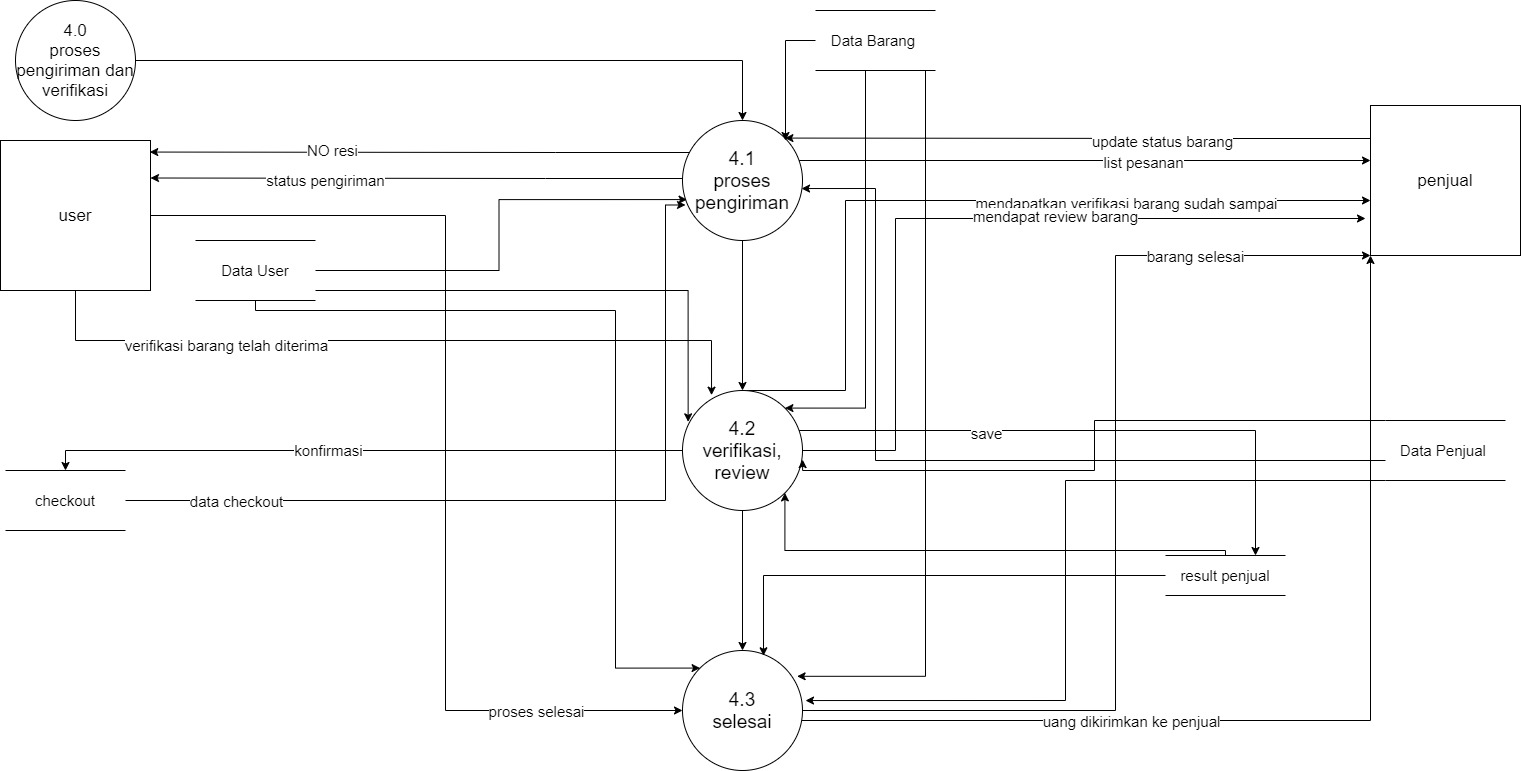 4.0
proses
pengiriman dan
verifikasi
Data Barang
NO resi
4.1
proses
pengiriman
update status barang
list pesanan
penjual
status pengiriman
user
mendapatkan verifikasi barang sudah sampai
mendapat review barang
Data User
barang selesai
verifikasi barang telah diterima
4.2
verifikasi,
review
save
konfirmasi
Data Penjual
checkout
data checkout
result penjual
4.3
selesai
proses selesai
uang dikirimkan ke penjual